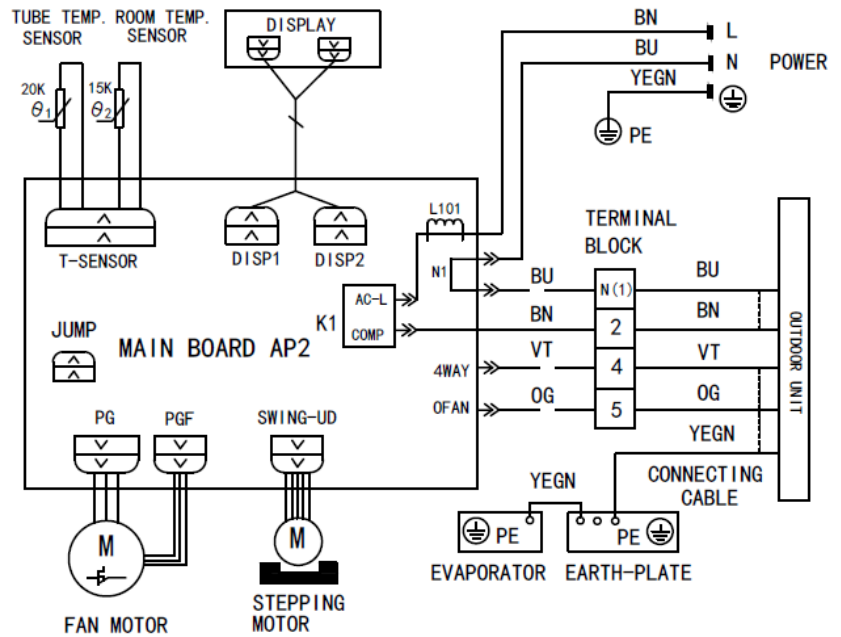 TUBE TEMP. ROOM TEMP.
SENSOR SENSOR
DISPLAY
BN
L
BU
N
POWER
YEGN
PE
20K
θ1
15K
θ2
T-SENSOR
DISP1
DISP2
L101
N1
TERMINAL
BLOCK
AC-L
K1
COMP
BU
N(1)
BU
BN
2
BN
JUMP
MAIN BOARD AP2
4WAY
VT
4
VT
OFAN
OG
5
OG
OUTDOOR UNIT
PG
PGF
SWING-UD
YEGN
YEGN
CONNECTING
CABLE
M
M
PE
PE
EVAPORATOR
EARTH-PLATE
STEPPING
MOTOR
FAN MOTOR